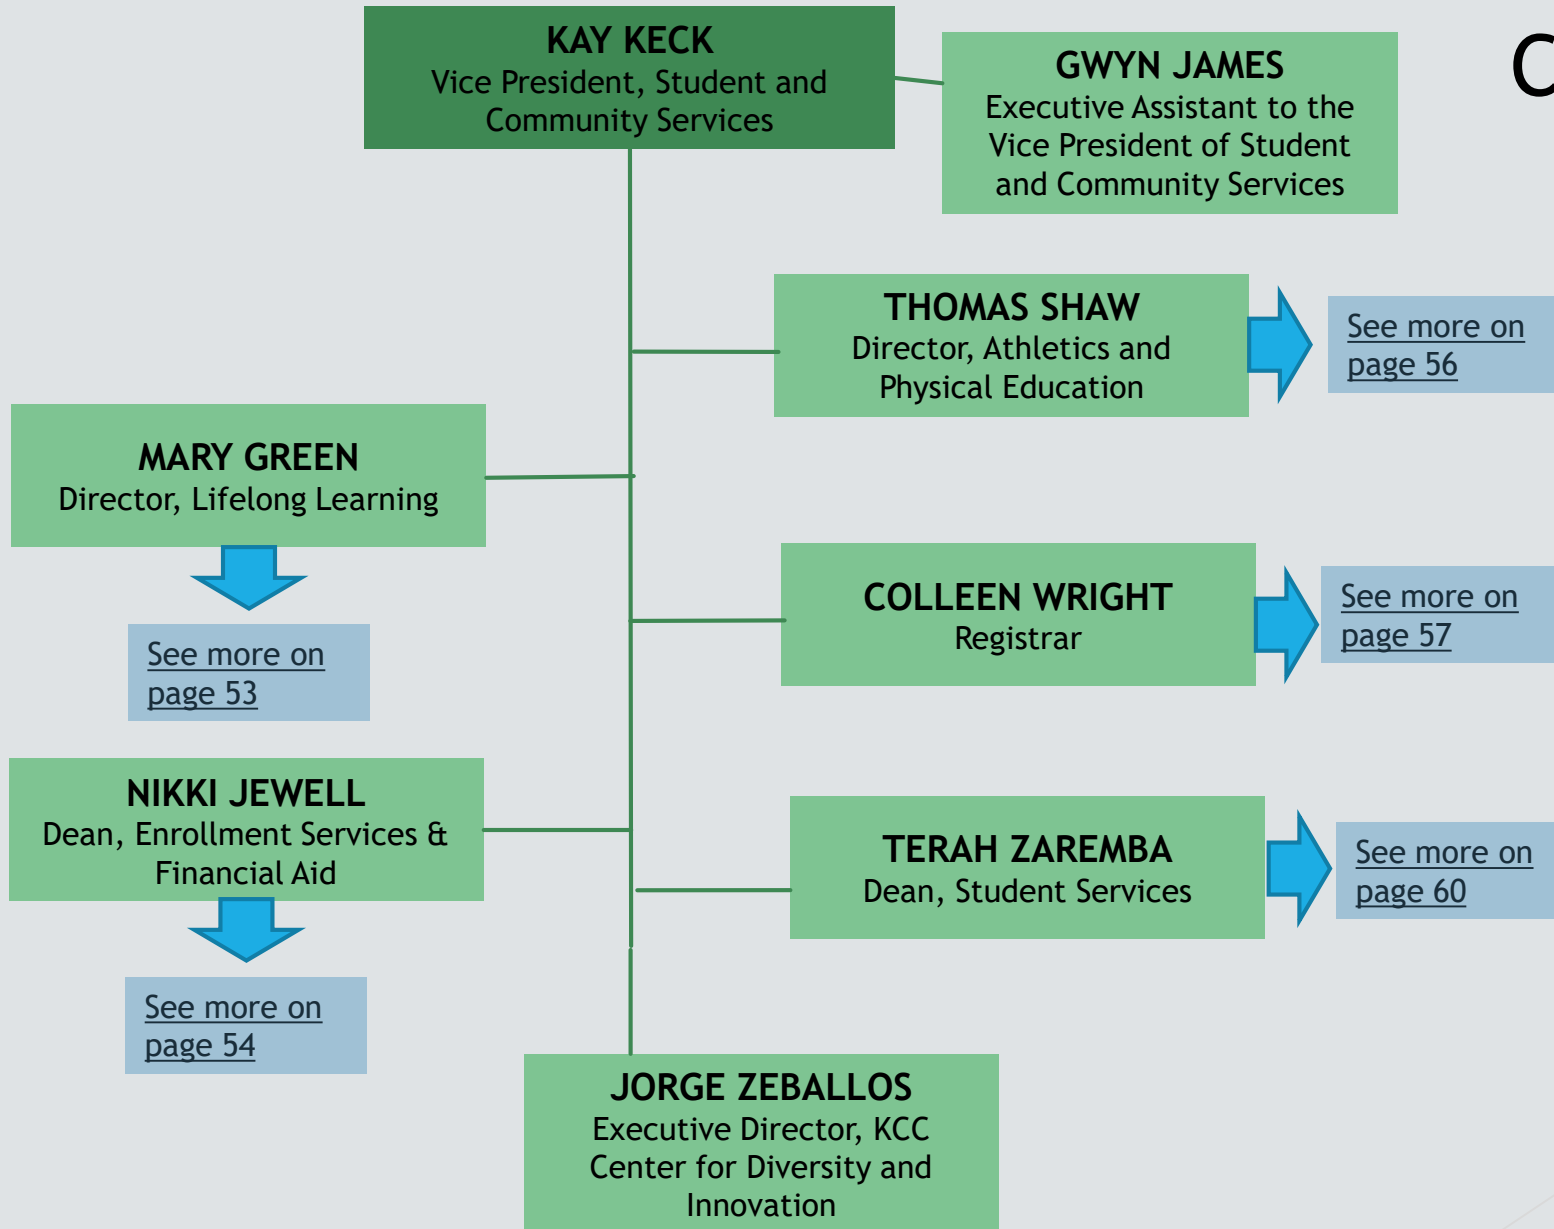 KAY KECK
Vice President, Student and
Community Services
GWYN JAMES
Executive Assistant to the
Vice President of Student
and Community Services
C
THOMAS SHAW
Director, Athletics and
Physical Education
See more on
page 56
MARY GREEN
Director, Lifelong Learning
See more on
page 53
COLLEEN WRIGHT
Registrar
See more on
page 57
NIKKI JEWELL
Dean, Enrollment Services &
Financial Aid
See more on
page 54
TERAH ZAREMBA
Dean, Student Services
See more on
page 60
JORGE ZEBALLOS
Executive Director, KCC
Center for Diversity and
Innovation